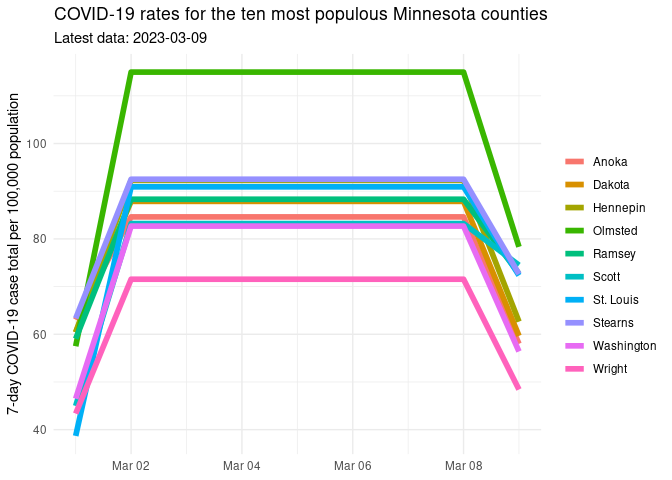 COVID-19 rates for the ten most populous Minnesota counties
Latest data: 2023-03-09
7-day COVID-19 case total per 100,000 population
100
80
60
40
Mar 02
Mar 04
Mar 06
Mar 08
Anoka
Dakota
Hennepin
Olmsted
Ramsey
Scott
St. Louis
Stearns
Washington
Wright